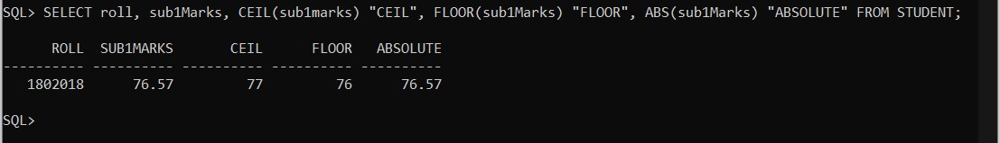 SQL> SELECT roll, sub1Marks, CEIL(sub1marks) "CEIL", FLOOR(sub1Marks) "FLOOR", ABS(sub1Marks) "ABSOLUTE" FROM STUDENT;
      ROLL  SUB1MARKS       CEIL      FLOOR   ABSOLUTE
---------- ---------- ---------- ---------- ----------
   1802018      76.57         77         76      76.57
SQL>